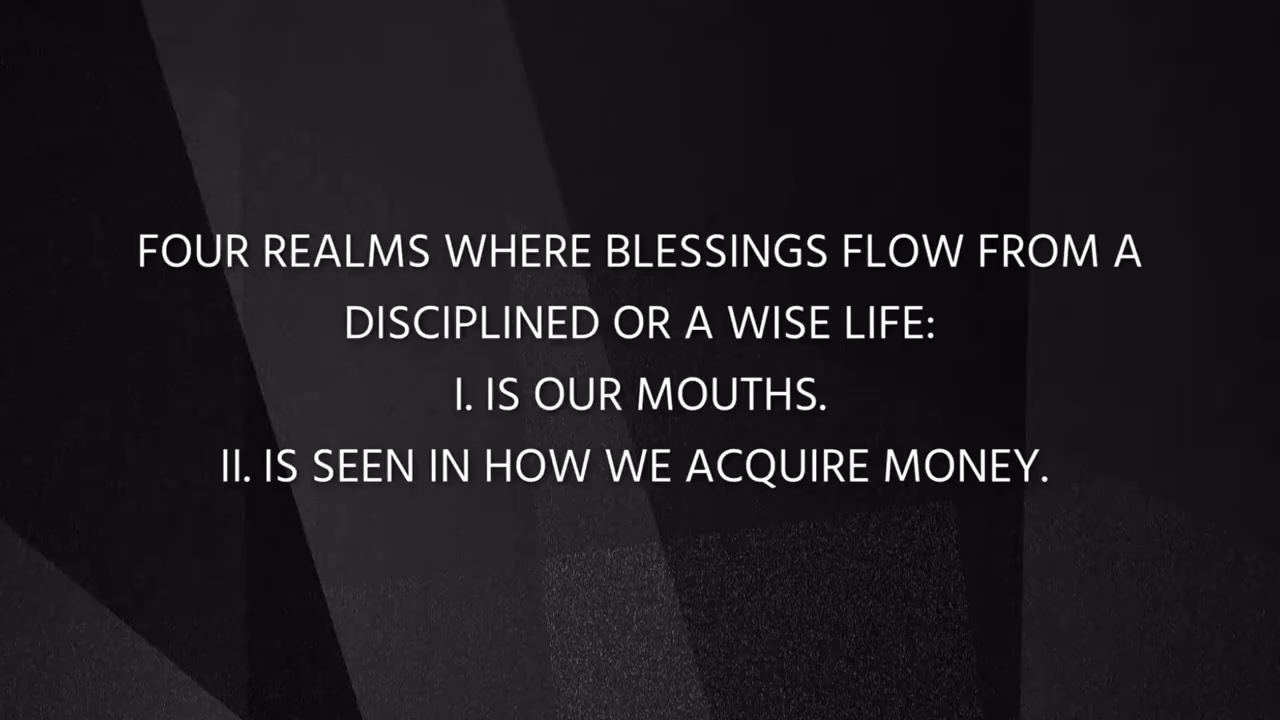 FOUR REALMS WHERE BLESSINGS FLOW FROM A
DISCIPLINED OR A WISE LIFE:
I. IS OUR MOUTHS.
II. IS SEEN IN HOW WE ACQUIRE MONEY.